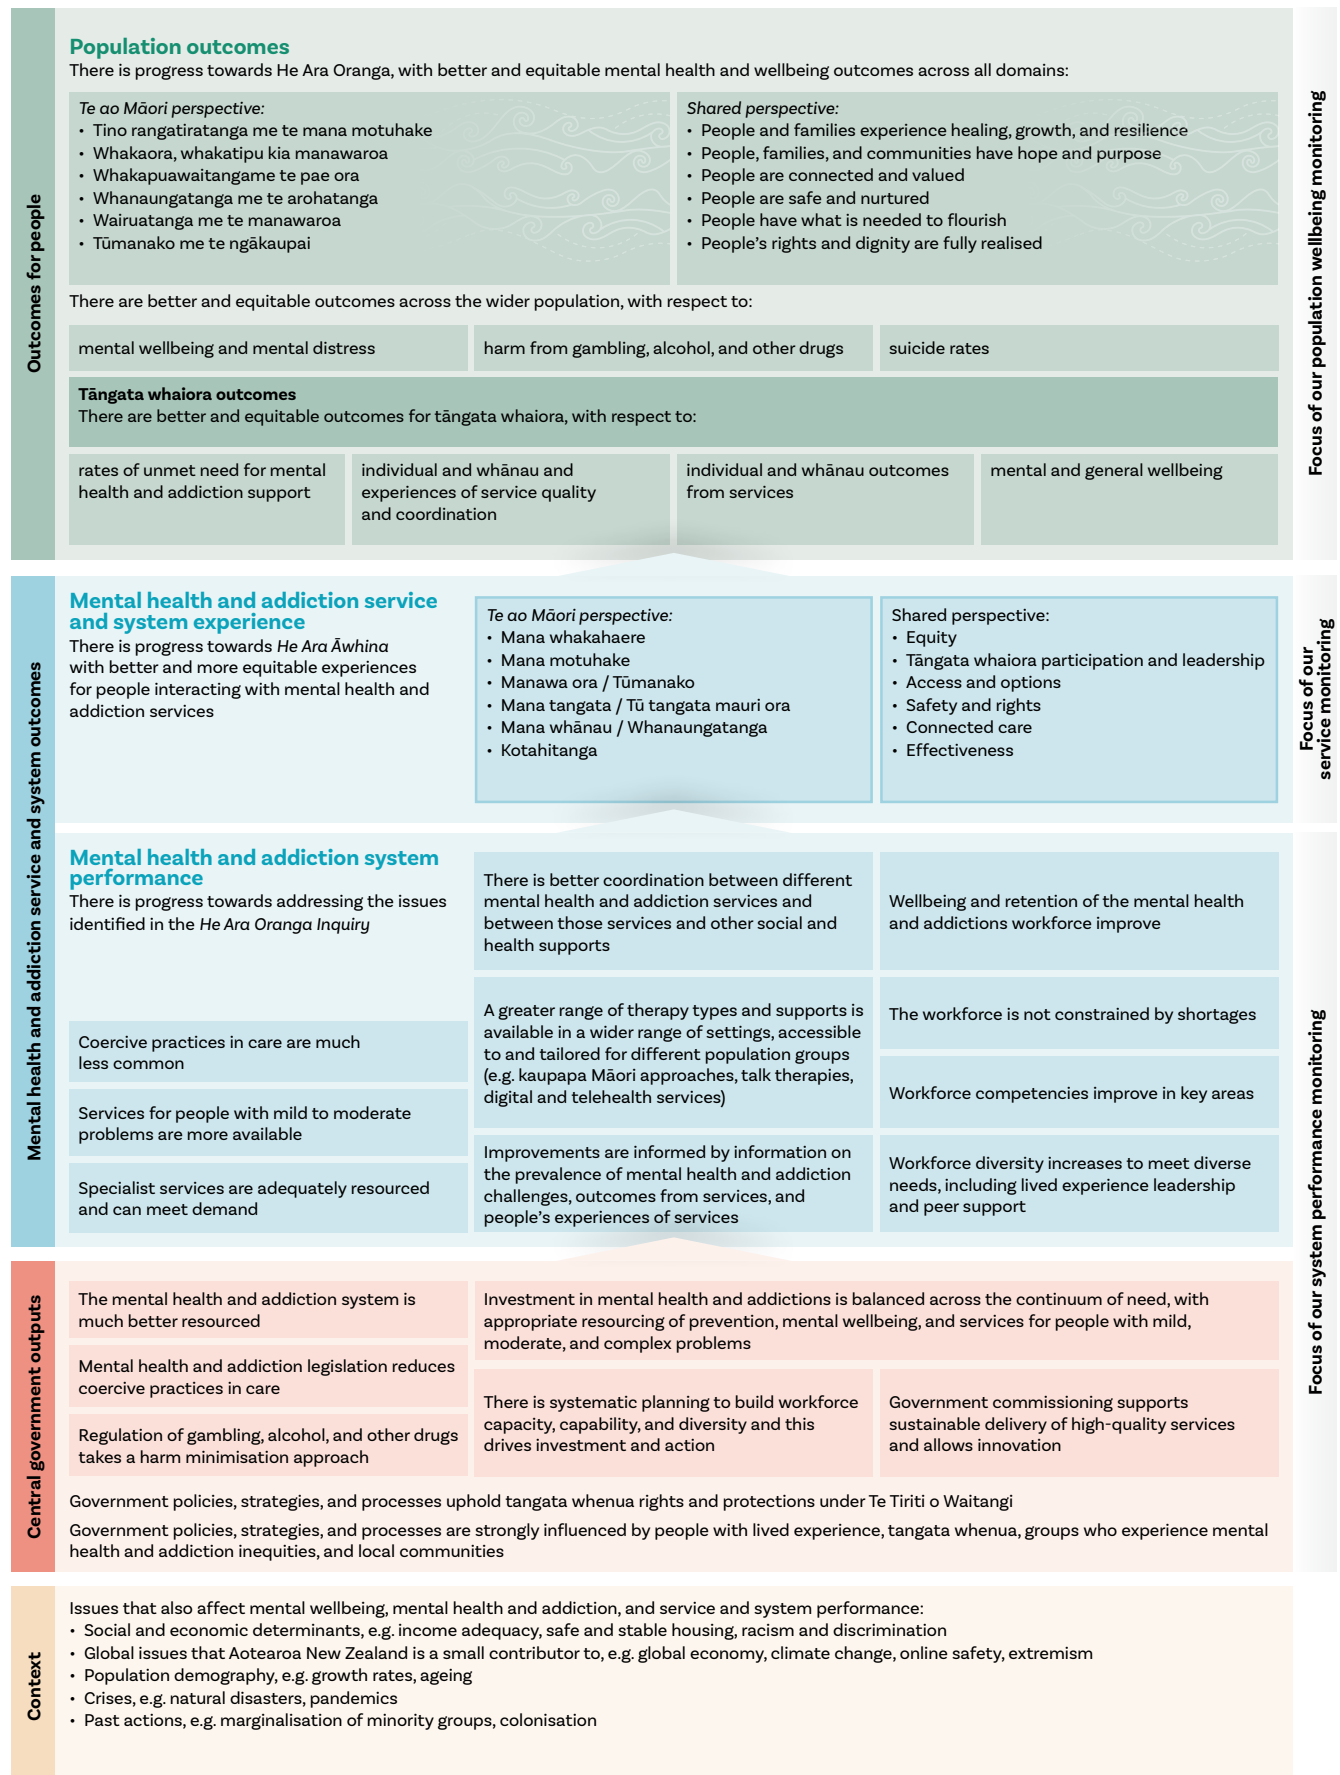 Outcomes for people
Population outcomes
There is progress towards He Ara Oranga, with better and equitable mental health and wellbeing outcomes across all domains:
Te ao Māori perspective:
• Tino rangatiratanga me te mana motuhake
• Whakaora, whakatipu kia manawaroa
• Whakapuawaitangame te pae ora
• Whanaungatanga me te arohatanga
• Wairuatanga me te manawaroa
• Tūmanako me te ngākaupai
Shared perspective:
• People and families experience healing, growth, and resilience
• People, families, and communities have hope and purpose
• People are connected and valued
• People are safe and nurtured
• People have what is needed to flourish
• People's rights and dignity are fully realised
There are better and equitable outcomes across the wider population, with respect to:
mental wellbeing and mental distress
harm from gambling, alcohol, and other drugs
suicide rates
Tāngata whaiora outcomes
There are better and equitable outcomes for tāngata whaiora, with respect to:
rates of unmet need for mental
health and addiction support
individual and whānau and
experiences of service quality
and coordination
individual and whānau outcomes
from services
mental and general wellbeing
Focus of our population wellbeing monitoring
Mental health and addiction service and system outcomes
Mental health and addiction service
and system experience
There is progress towards He Ara Āwhina
with better and more equitable experiences
for people interacting with mental health and
addiction services
Te ao Māori perspective:
• Mana whakahaere
• Mana motuhake
• Manawa ora / Tūmanako
• Mana tangata / Tū tangata mauri ora
• Mana whānau / Whanaungatanga
• Kotahitanga
Shared perspective:
• Equity
• Tāngata whaiora participation and leadership
• Access and options
• Safety and rights
• Connected care
• Effectiveness
Focus of our
service monitoring
Mental health and addiction system
performance
There is progress towards addressing the issues
identified in the He Ara Oranga Inquiry
Coercive practices in care are much
less common
Services for people with mild to moderate
problems are more available
Specialist services are adequately resourced
and can meet demand
There is better coordination between different
mental health and addiction services and
between those services and other social and
health supports
A greater range of therapy types and supports is
available in a wider range of settings, accessible
to and tailored for different population groups
(e.g. kaupapa Māori approaches, talk therapies,
digital and telehealth services)
Improvements are informed by information on
the prevalence of mental health and addiction
challenges, outcomes from services, and
people's experiences of services
Wellbeing and retention of the mental health
and addictions workforce improve
The workforce is not constrained by shortages
Workforce competencies improve in key areas
Workforce diversity increases to meet diverse
needs, including lived experience leadership
and peer support
Focus of our system performance monitoring
Central government outputs
The mental health and addiction system is
much better resourced
Mental health and addiction legislation reduces
coercive practices in care
Regulation of gambling, alcohol, and other drugs
takes a harm minimisation approach
Investment in mental health and addictions is balanced across the continuum of need, with
appropriate resourcing of prevention, mental wellbeing, and services for people with mild,
moderate, and complex problems
There is systematic planning to build workforce
capacity, capability, and diversity and this
drives investment and action
Government commissioning supports
sustainable delivery of high-quality services
and allows innovation
Government policies, strategies, and processes uphold tangata whenua rights and protections under Te Tiriti o Waitangi
Government policies, strategies, and processes are strongly influenced by people with lived experience, tangata whenua, groups who experience mental
health and addiction inequities, and local communities
Context
Issues that also affect mental wellbeing, mental health and addiction, and service and system performance:
• Social and economic determinants, e.g. income adequacy, safe and stable housing, racism and discrimination
• Global issues that Aotearoa New Zealand is a small contributor to, e.g. global economy, climate change, online safety, extremism
• Population demography, e.g. growth rates, ageing
• Crises, e.g. natural disasters, pandemics
• Past actions, e.g. marginalisation of minority groups, colonisation